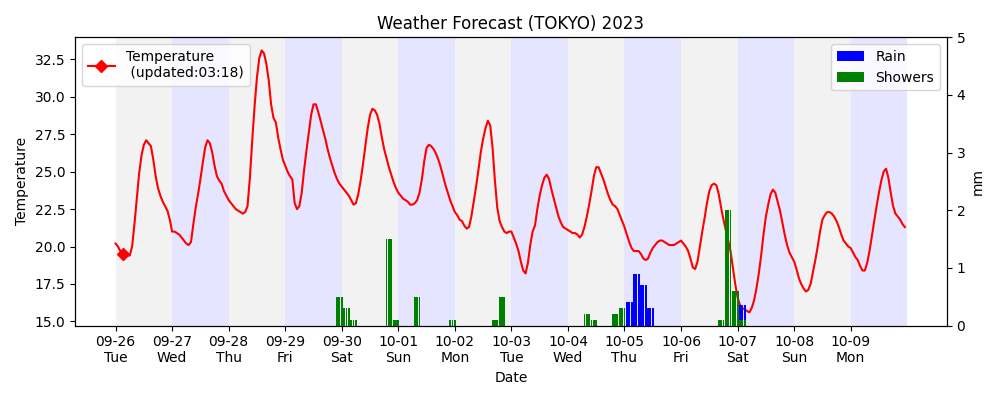 Weather Forecast (TOKYO) 2023
Temperature
(updated:03:18)
Rain
Showers
Temperature
32.5
30.0
27.5
25.0
22.5
20.0
17.5
15.0
5
4
3
2
1
0
mm
09-26 09-27 09-28 09-29 09-30 10-01 10-02 10-03 10-04 10-05 10-06 10-07 10-08 10-09
Tue Wed Thu Fri Sat Sun Mon Tue Wed Thu Fri Sat Sun Mon
Date